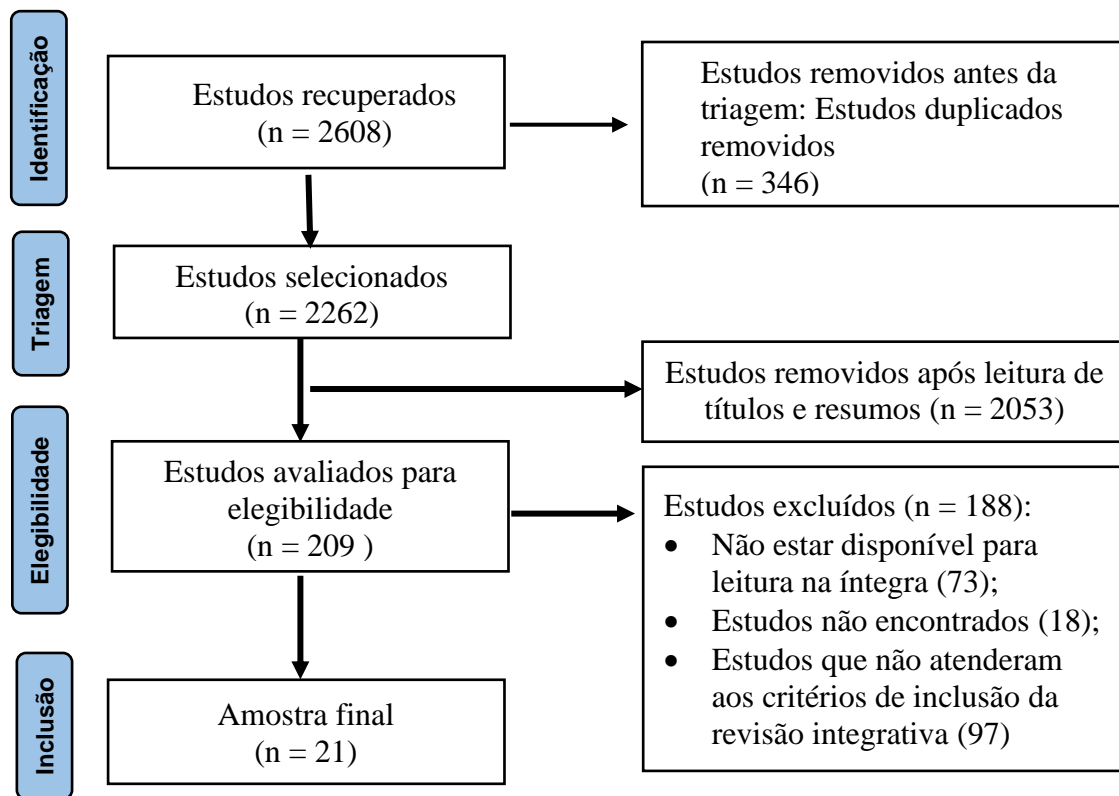 Identificação
Estudos recuperados
(n = 2608)
Estudos removidos antes da
triagem: Estudos duplicados
removidos
(n = 346)
Triagem
Estudos selecionados
(n = 2262)
Estudos removidos após leitura de
títulos e resumos (n = 2053)
Elegibilidade
Estudos avaliados para
elegibilidade
(n = 209 )
Estudos excluídos (n = 188):
• Não estar disponível para
leitura na íntegra (73);
• Estudos não encontrados (18);
• Estudos que não atenderam
aos critérios de inclusão da
revisão integrativa (97)
Inclusão
Amostra final
(n = 21)